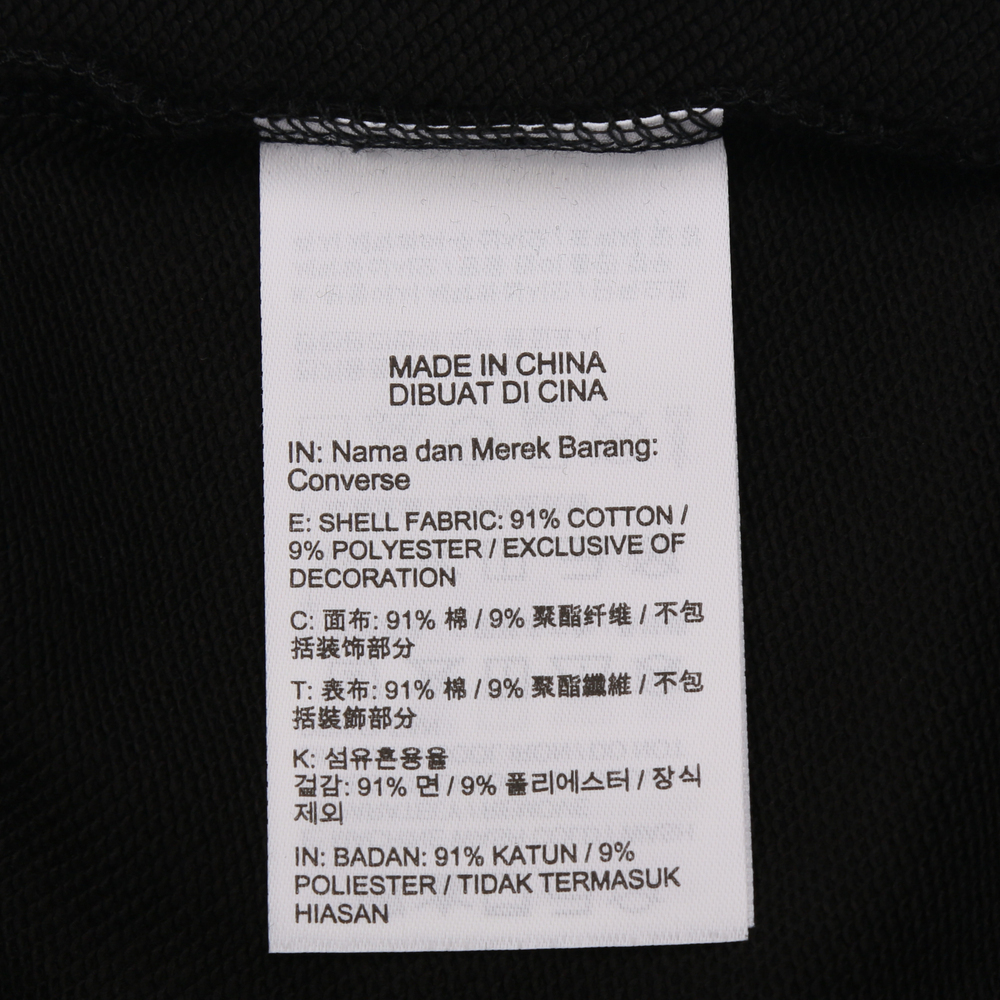 MADE IN CHINA
DIBUAT DI CINA
IN: Nama dan Merek Barang:
Converse
E: SHELL FABRIC: 91% COTTON /
9% POLYESTER / EXCLUSIVE OF
DECORATION
C: 面布: 91% 棉 / 9% 聚酯纤维 / 不包
括装饰部分
T: 表布: 91% 棉 / 9% 聚酯纖維 / 不包
括裝飾部分
K: 섬유혼용율
겉감: 91% 면 / 9% 폴리에스터 / 장식
제외
IN: BADAN: 91% KATUN / 9%
POLIESTER / TIDAK TERMASUK
HIASAN